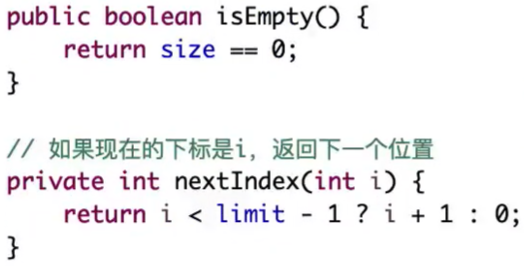 public boolean isEmpty() {
    return size == 0;
}

// 如果现在的下标是i，返回下一个位置
private int nextIndex(int i) {
    return i < limit - 1 ? i + 1 : 0;
}